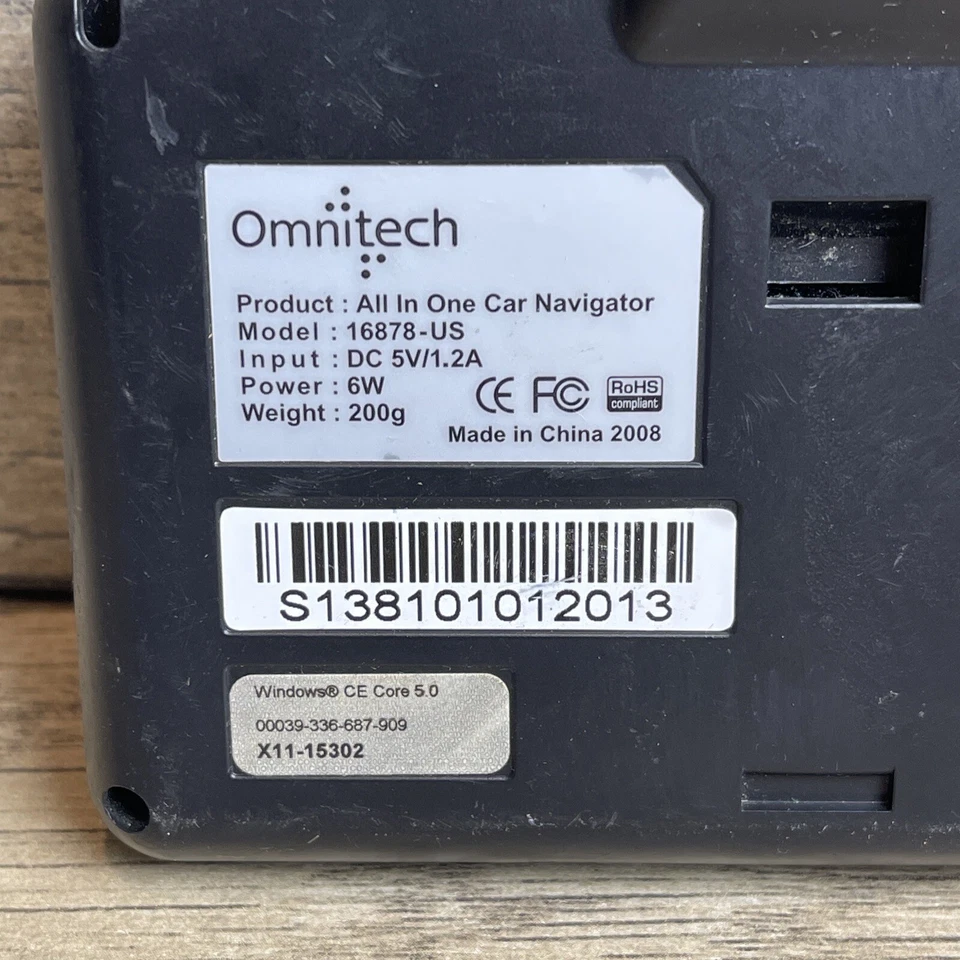 Omnitech
Product : All In One Car Navigator
Model : 16878-US
Input : DC 5V/1.2A
Power : 6W
Weight : 200g
CE FC RoHS compliant
Made in China 2008
S138101012013
Windows® CE Core 5.0
00039-336-687-909
X11-15302